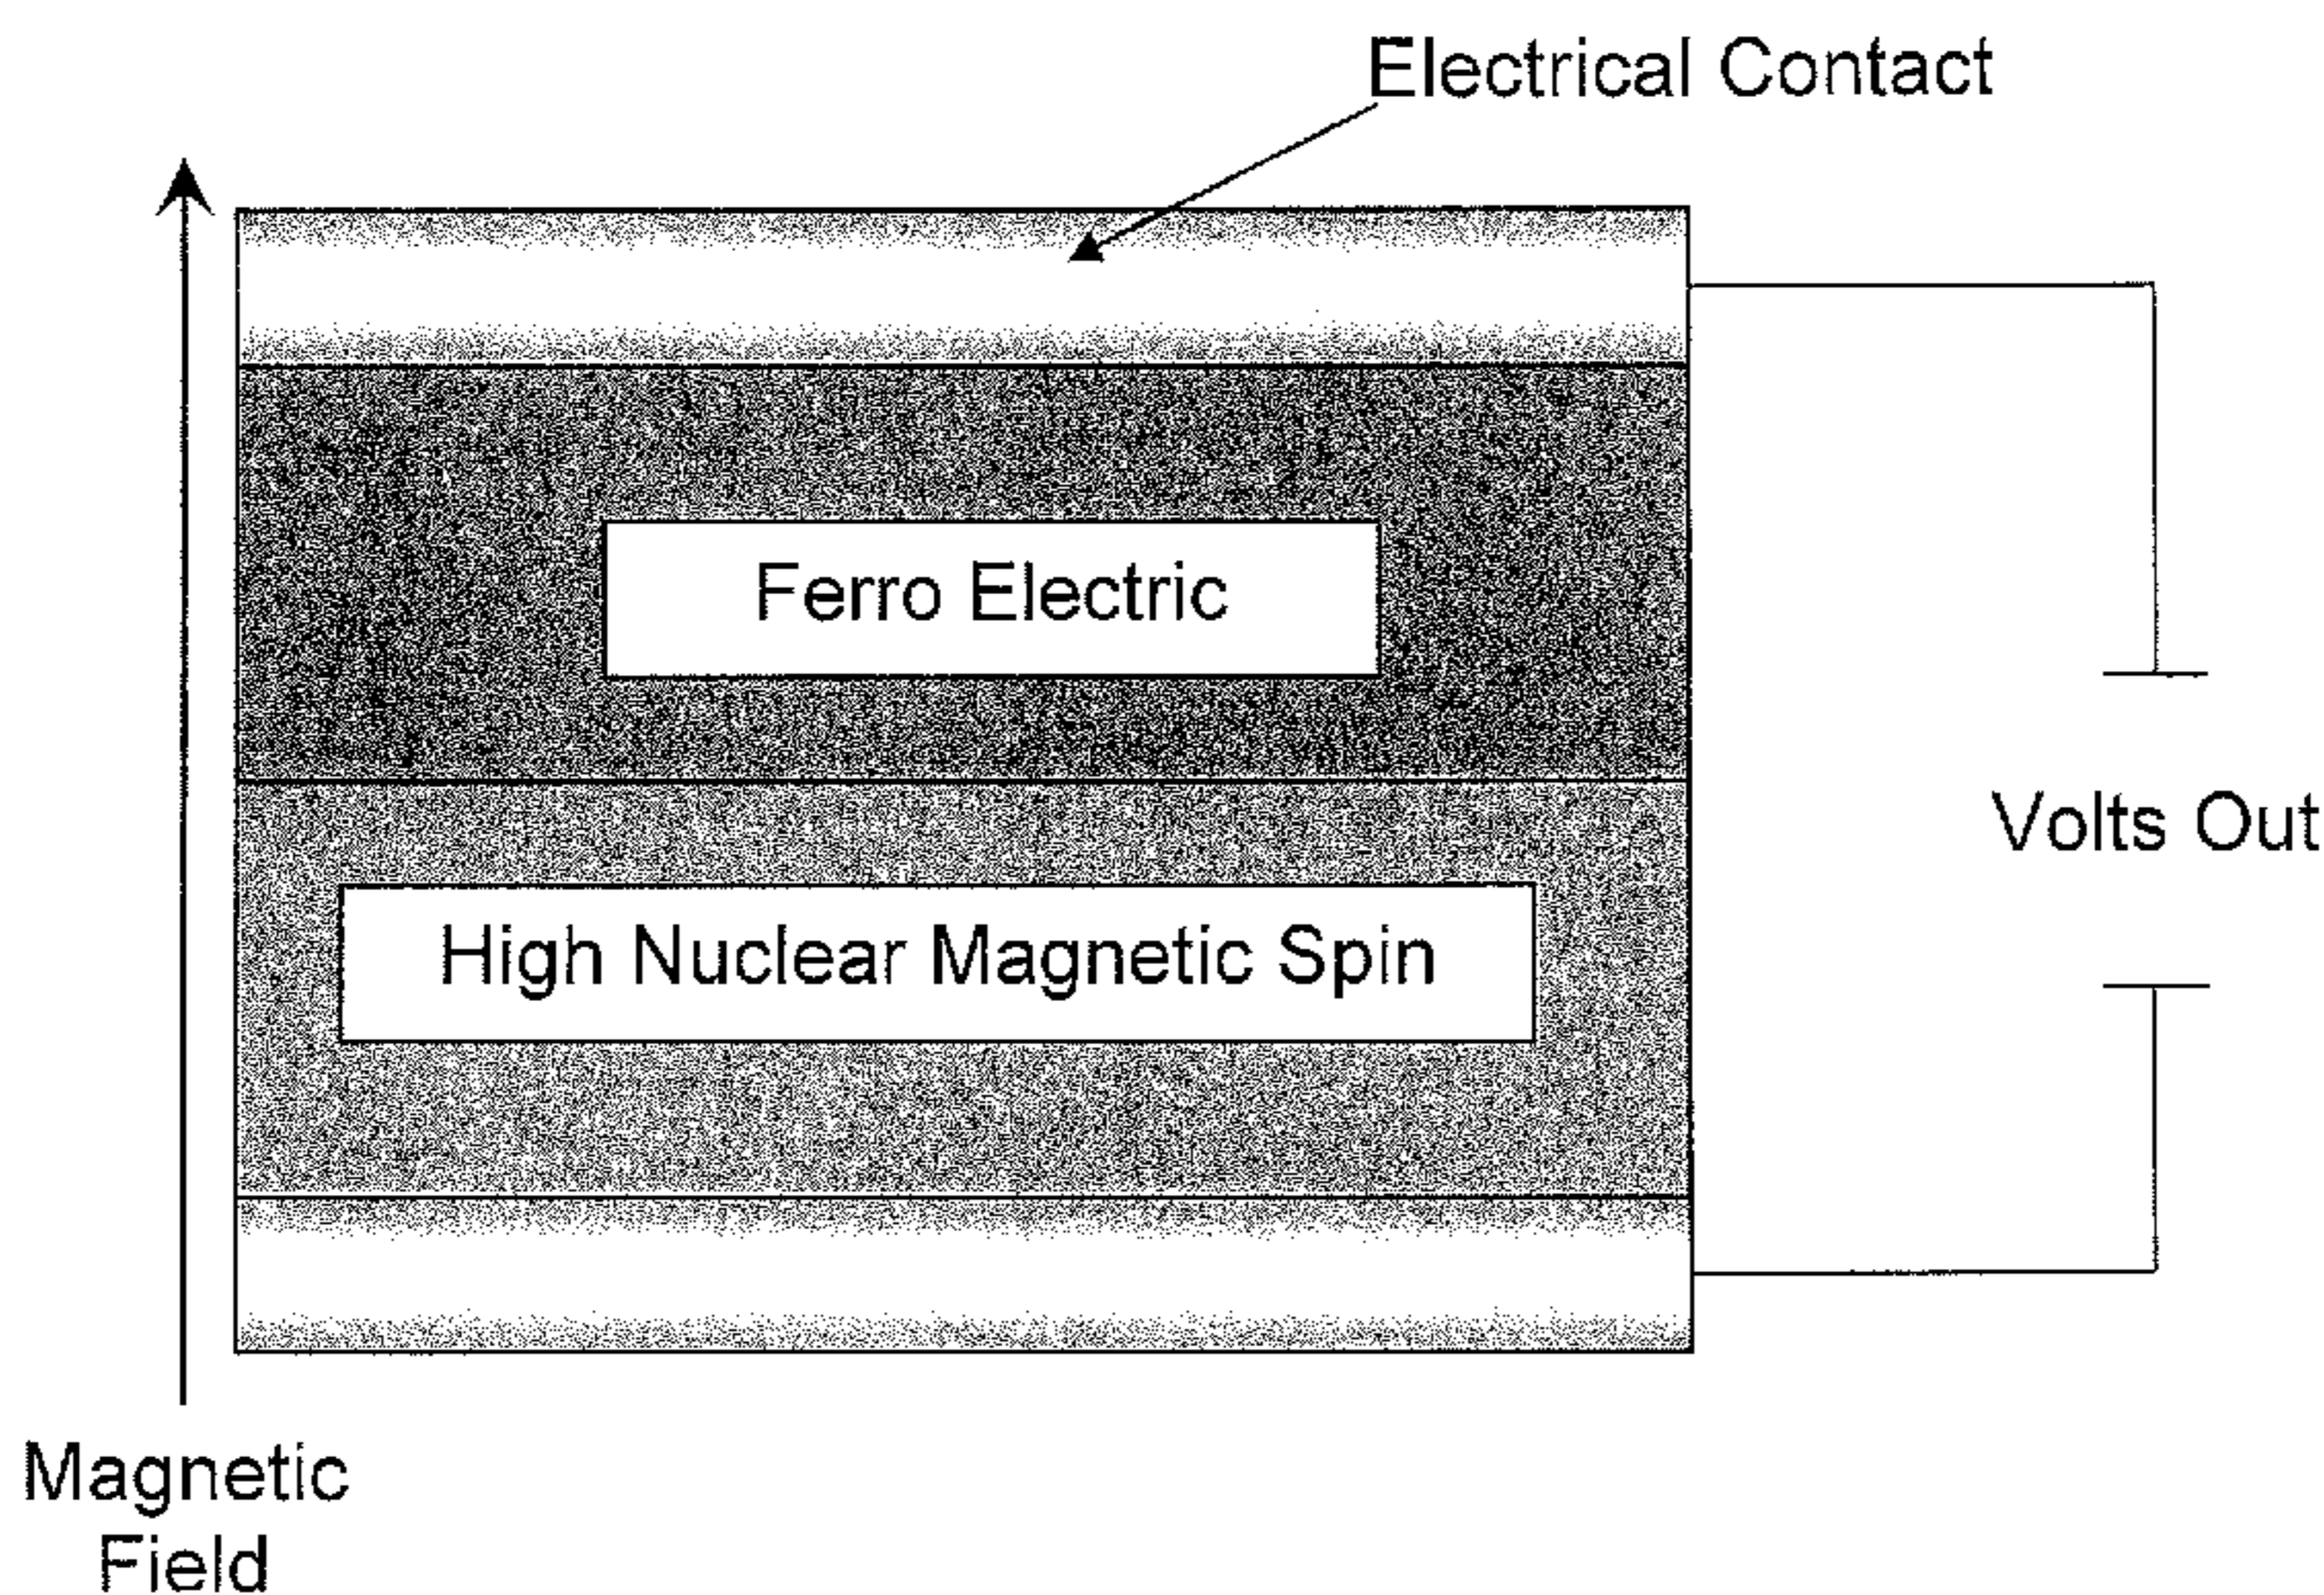 Electrical Contact
Ferro Electric
Volts Out
High Nuclear Magnetic Spin
Magnetic
Field